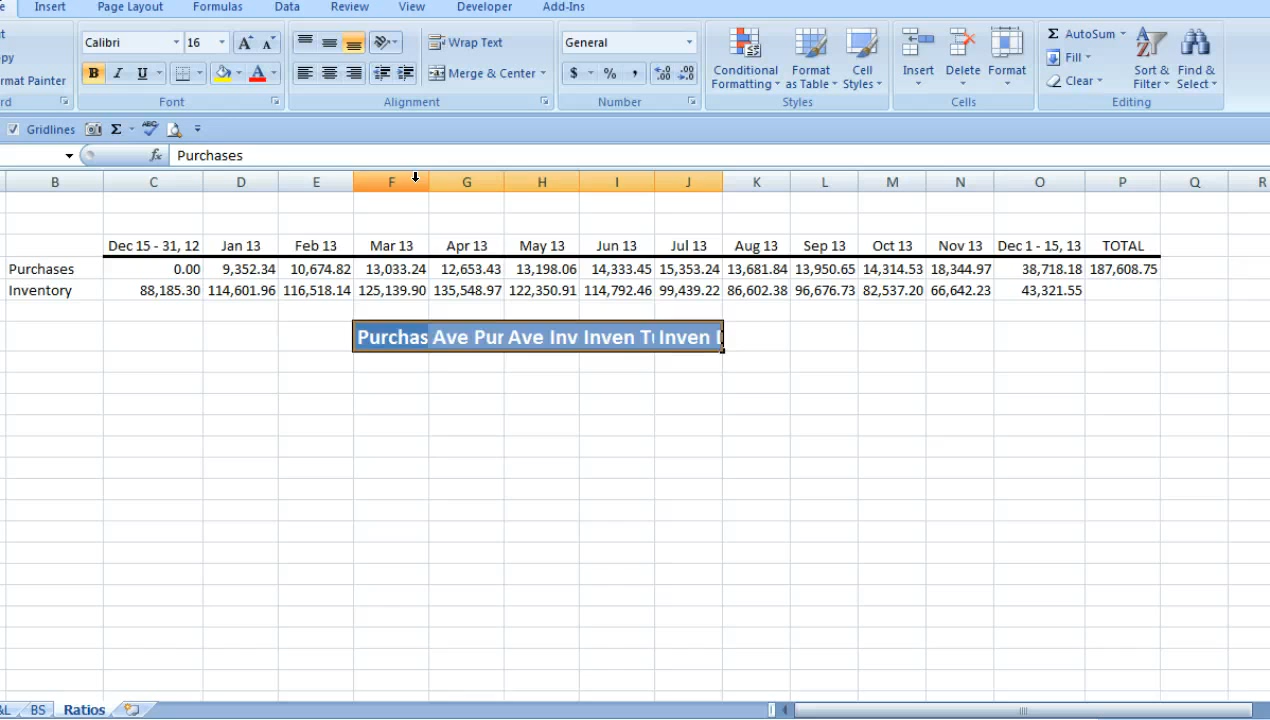 Insert Page Layout Formulas Data Review View Developer Add-Ins
Calibri 16 A A Wrap Text General AutoSum
Fill
Format Painter B I U A Merge & Center $ % , .00 .0 Clear
Conditional Formatting Format as Table Cell Styles Insert Delete Format Sort & Filter Find & Select
Font Alignment Number Styles Cells Editing
Gridlines Σ ABC
fx Purchases
B C D E F G H I J K L M N O P Q R
Dec 15 - 31, 12 Jan 13 Feb 13 Mar 13 Apr 13 May 13 Jun 13 Jul 13 Aug 13 Sep 13 Oct 13 Nov 13 Dec 1 - 15, 13 TOTAL
Purchases 0.00 9,352.34 10,674.82 13,033.24 12,653.43 13,198.06 14,333.45 15,353.24 13,681.84 13,950.65 14,314.53 18,344.97 38,718.18 187,608.75
Inventory 88,185.30 114,601.96 116,518.14 125,139.90 135,548.97 122,350.91 114,792.46 99,439.22 86,602.38 96,676.73 82,537.20 66,642.23 43,321.55
Purchas Ave Pur Ave Inv Inven Tu Inven
BS Ratios